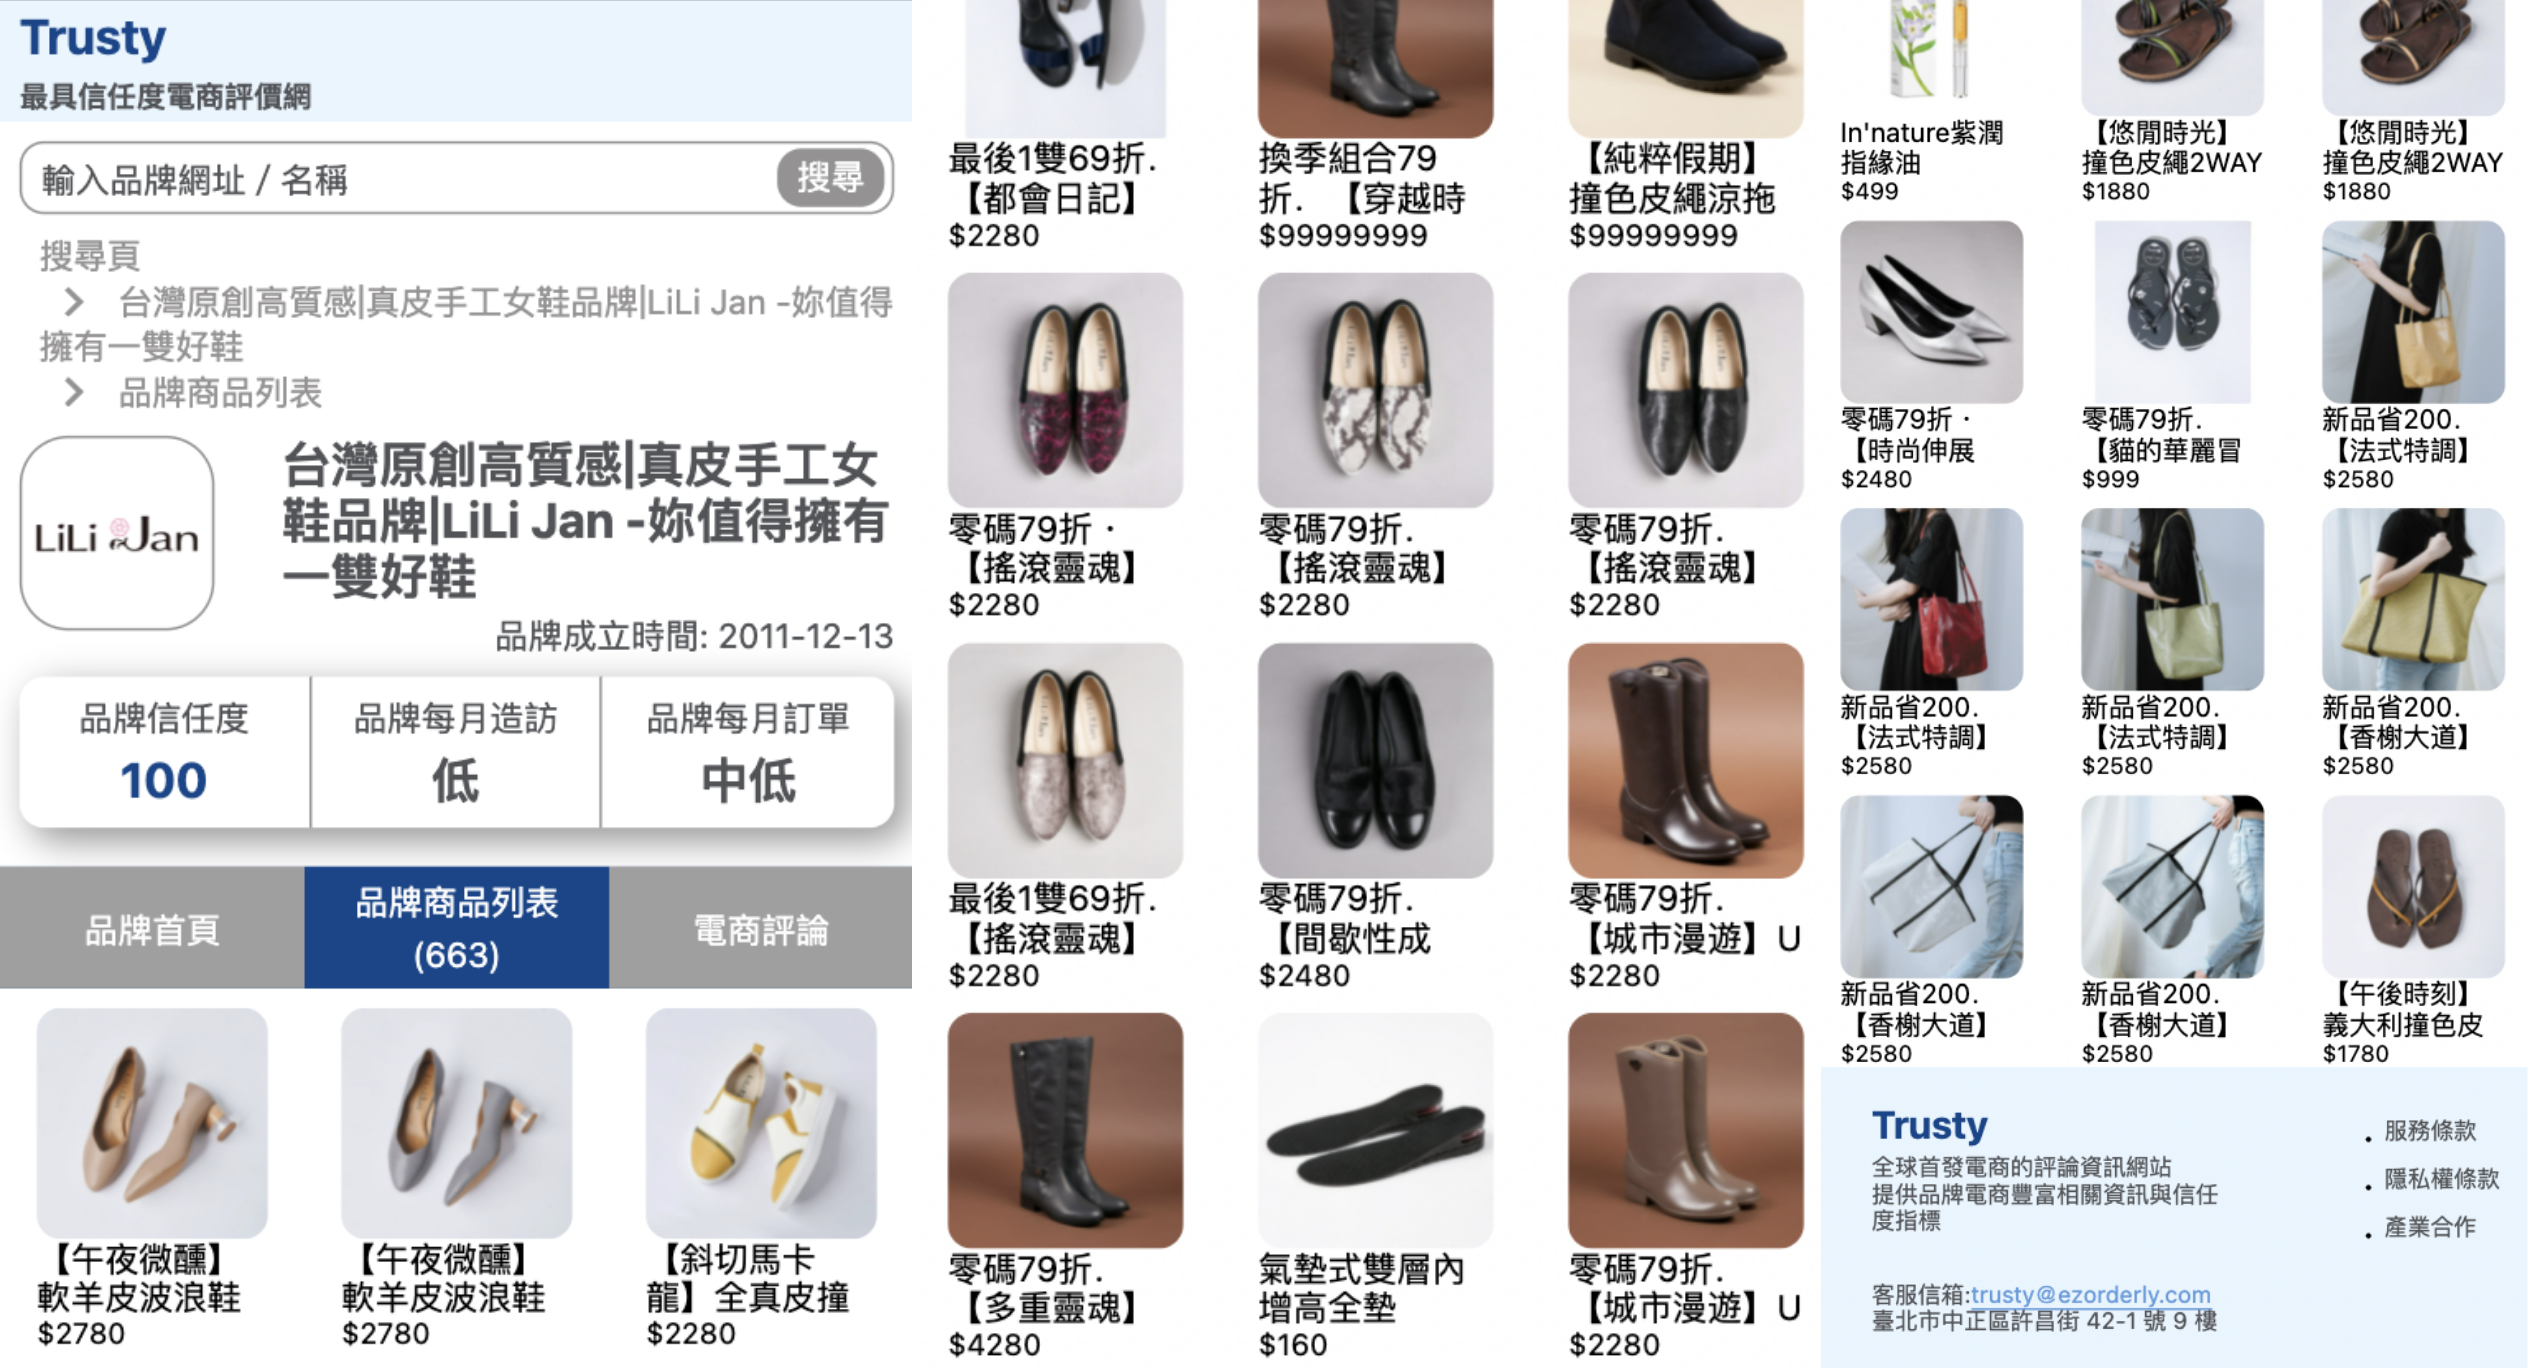 Trusty
最具信任度電商評價網
輸入品牌網址 / 名稱
搜尋
搜尋頁
台灣原創高質感|真皮手工女鞋品牌|LiLi Jan -妳值得
擁有一雙好鞋
品牌商品列表
LiLi Jan
台灣原創高質感|真皮手工女
鞋品牌|LiLi Jan -妳值得擁有
一雙好鞋
品牌成立時間: 2011-12-13
品牌信任度
100
品牌每月造訪
低
品牌每月訂單
中低
品牌首頁
品牌商品列表
(663)
電商評論
【午夜微醺】
軟羊皮波浪鞋
$2780
【午夜微醺】
軟羊皮波浪鞋
$2780
【斜切馬卡
龍】全真皮撞
$2280
最後1雙69折.
【都會日記】
$2280
換季組合79
折. 【穿越時
$99999999
【純粹假期】
撞色皮繩涼拖
$99999999
零碼79折·
【搖滾靈魂】
$2280
零碼79折.
【搖滾靈魂】
$2280
零碼79折.
【搖滾靈魂】
$2280
最後1雙69折.
【搖滾靈魂】
$2280
零碼79折.
【間歇性成
$2480
零碼79折.
【城市漫遊】U
$2280
零碼79折.
【多重靈魂】
$4280
氣墊式雙層內
增高全墊
$160
零碼79折.
【城市漫遊】U
$2280
In'nature紫潤
指緣油
$499
【悠閒時光】
撞色皮繩2WAY
$1880
【悠閒時光】
撞色皮繩2WAY
$1880
零碼79折·
【時尚伸展
$2480
零碼79折.
【貓的華麗冒
$999
新品省200.
【法式特調】
$2580
新品省200.
【法式特調】
$2580
新品省200.
【法式特調】
$2580
新品省200.
【香榭大道】
$2580
新品省200.
【香榭大道】
$2580
新品省200.
【香榭大道】
$2580
【午後時刻】
義大利撞色皮
$1780
Trusty
全球首發電商的評論資訊網站
提供品牌電商豐富相關資訊與信任
度指標
客服信箱:trusty@ezorderly.com
臺北市中正區許昌街 42-1 號 9 樓
服務條款
隱私權條款
產業合作